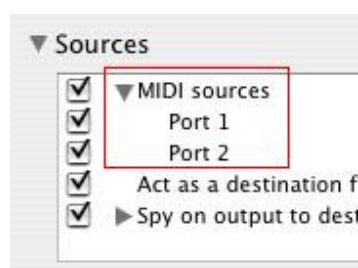 Sources
MIDI sources
Port 1
Port 2
Act as a destination f
Spy on output to dest